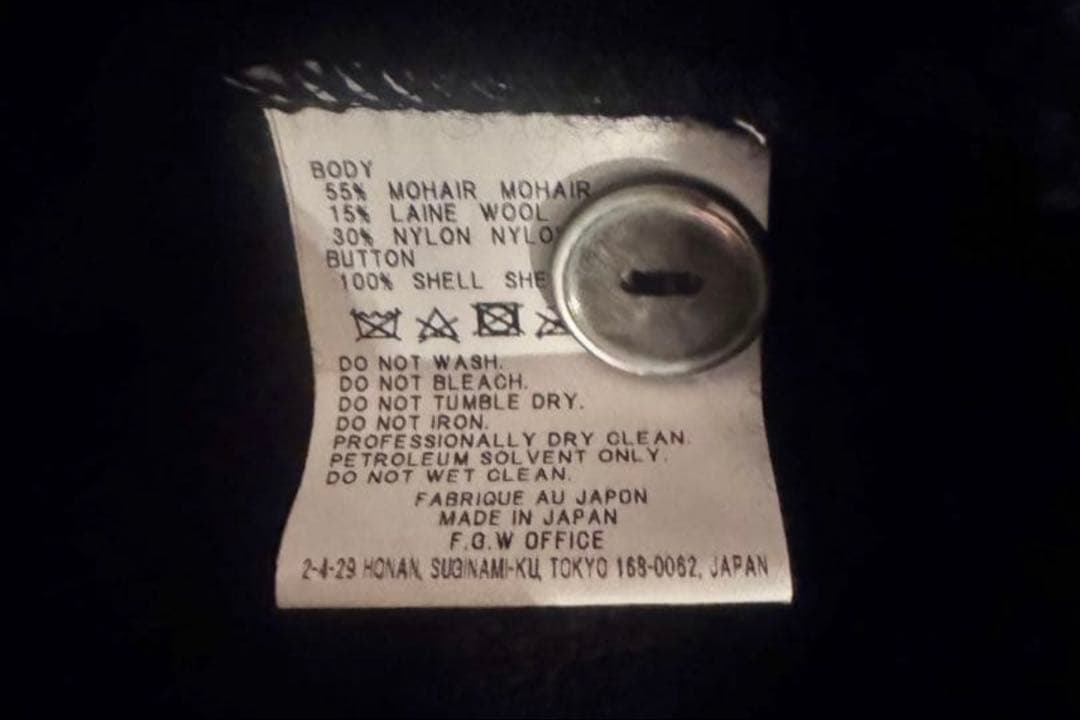 BODY
55% MOHAIR MOHAIR
15% LAINE WOOL
30% NYLON NYLO
BUTTON
100% SHELL SHE
DO NOT WASH.
DO NOT BLEACH.
DO NOT TUMBLE DRY.
DO NOT IRON.
PROFESSIONALLY DRY CLEAN.
PETROLEUM SOLVENT ONLY.
DO NOT WET CLEAN.
FABRIQUE AU JAPON
MADE IN JAPAN
F.G.W OFFICE
2-4-29 HONAN, SUGINAMI-KU, TOKYO 168-0062, JAPAN